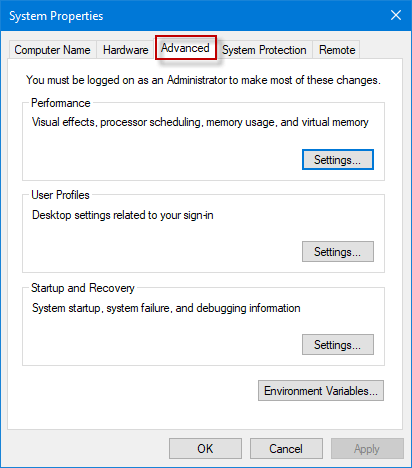 System Properties
Computer Name Hardware Advanced System Protection Remote
You must be logged on as an Administrator to make most of these changes.
Performance
Visual effects, processor scheduling, memory usage, and virtual memory
Settings...
User Profiles
Desktop settings related to your sign-in
Settings...
Startup and Recovery
System startup, system failure, and debugging information
Settings...
Environment Variables...
OK Cancel Apply